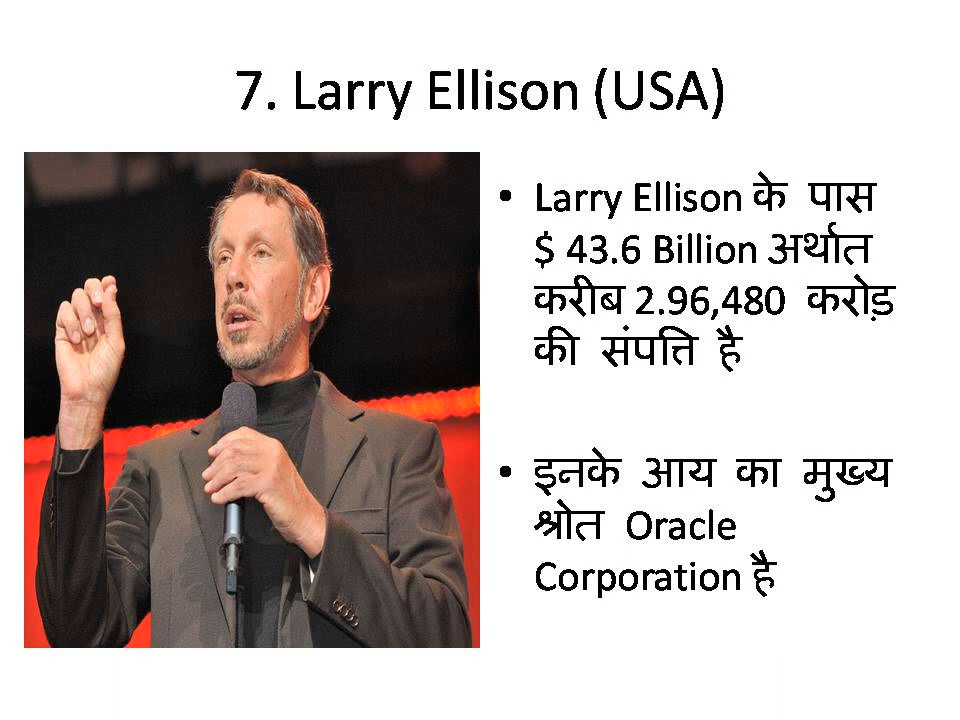 7. Larry Ellison (USA)
• Larry Ellison के पास
$ 43.6 Billion अर्थात
करीब 2.96,480 करोड़
की संपत्ति है
• इनके आय का मुख्य
श्रोत Oracle
Corporation है